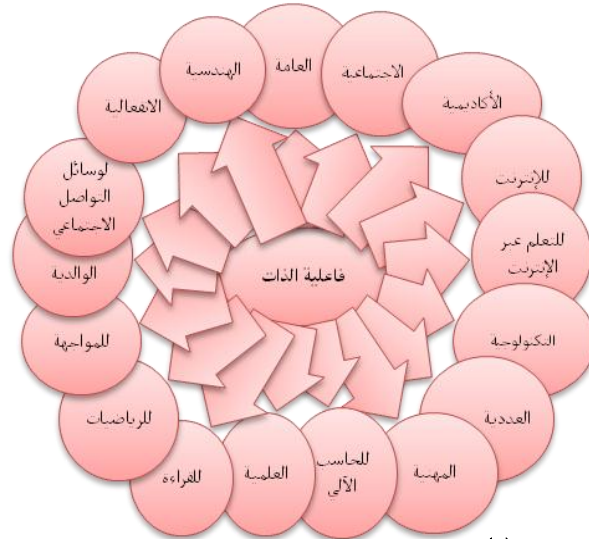 العامة
الاجتماعية
الأكاديمية
للإنترنت
للتعلم عبر
الإنترنت
التكنولوجية
العددية
المهنية
للحاسب
الآلي
العلمية
للقراءة
للرياضيات
للمواجهة
الوالدية
لوسائل
التواصل
الاجتماعي
الانفعالية
الهندسية
فاعلية الذات